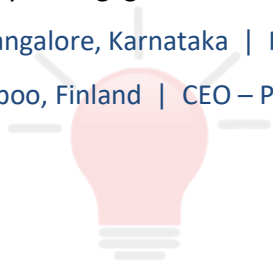 angalore, Karnataka |
poo, Finland | CEO – P